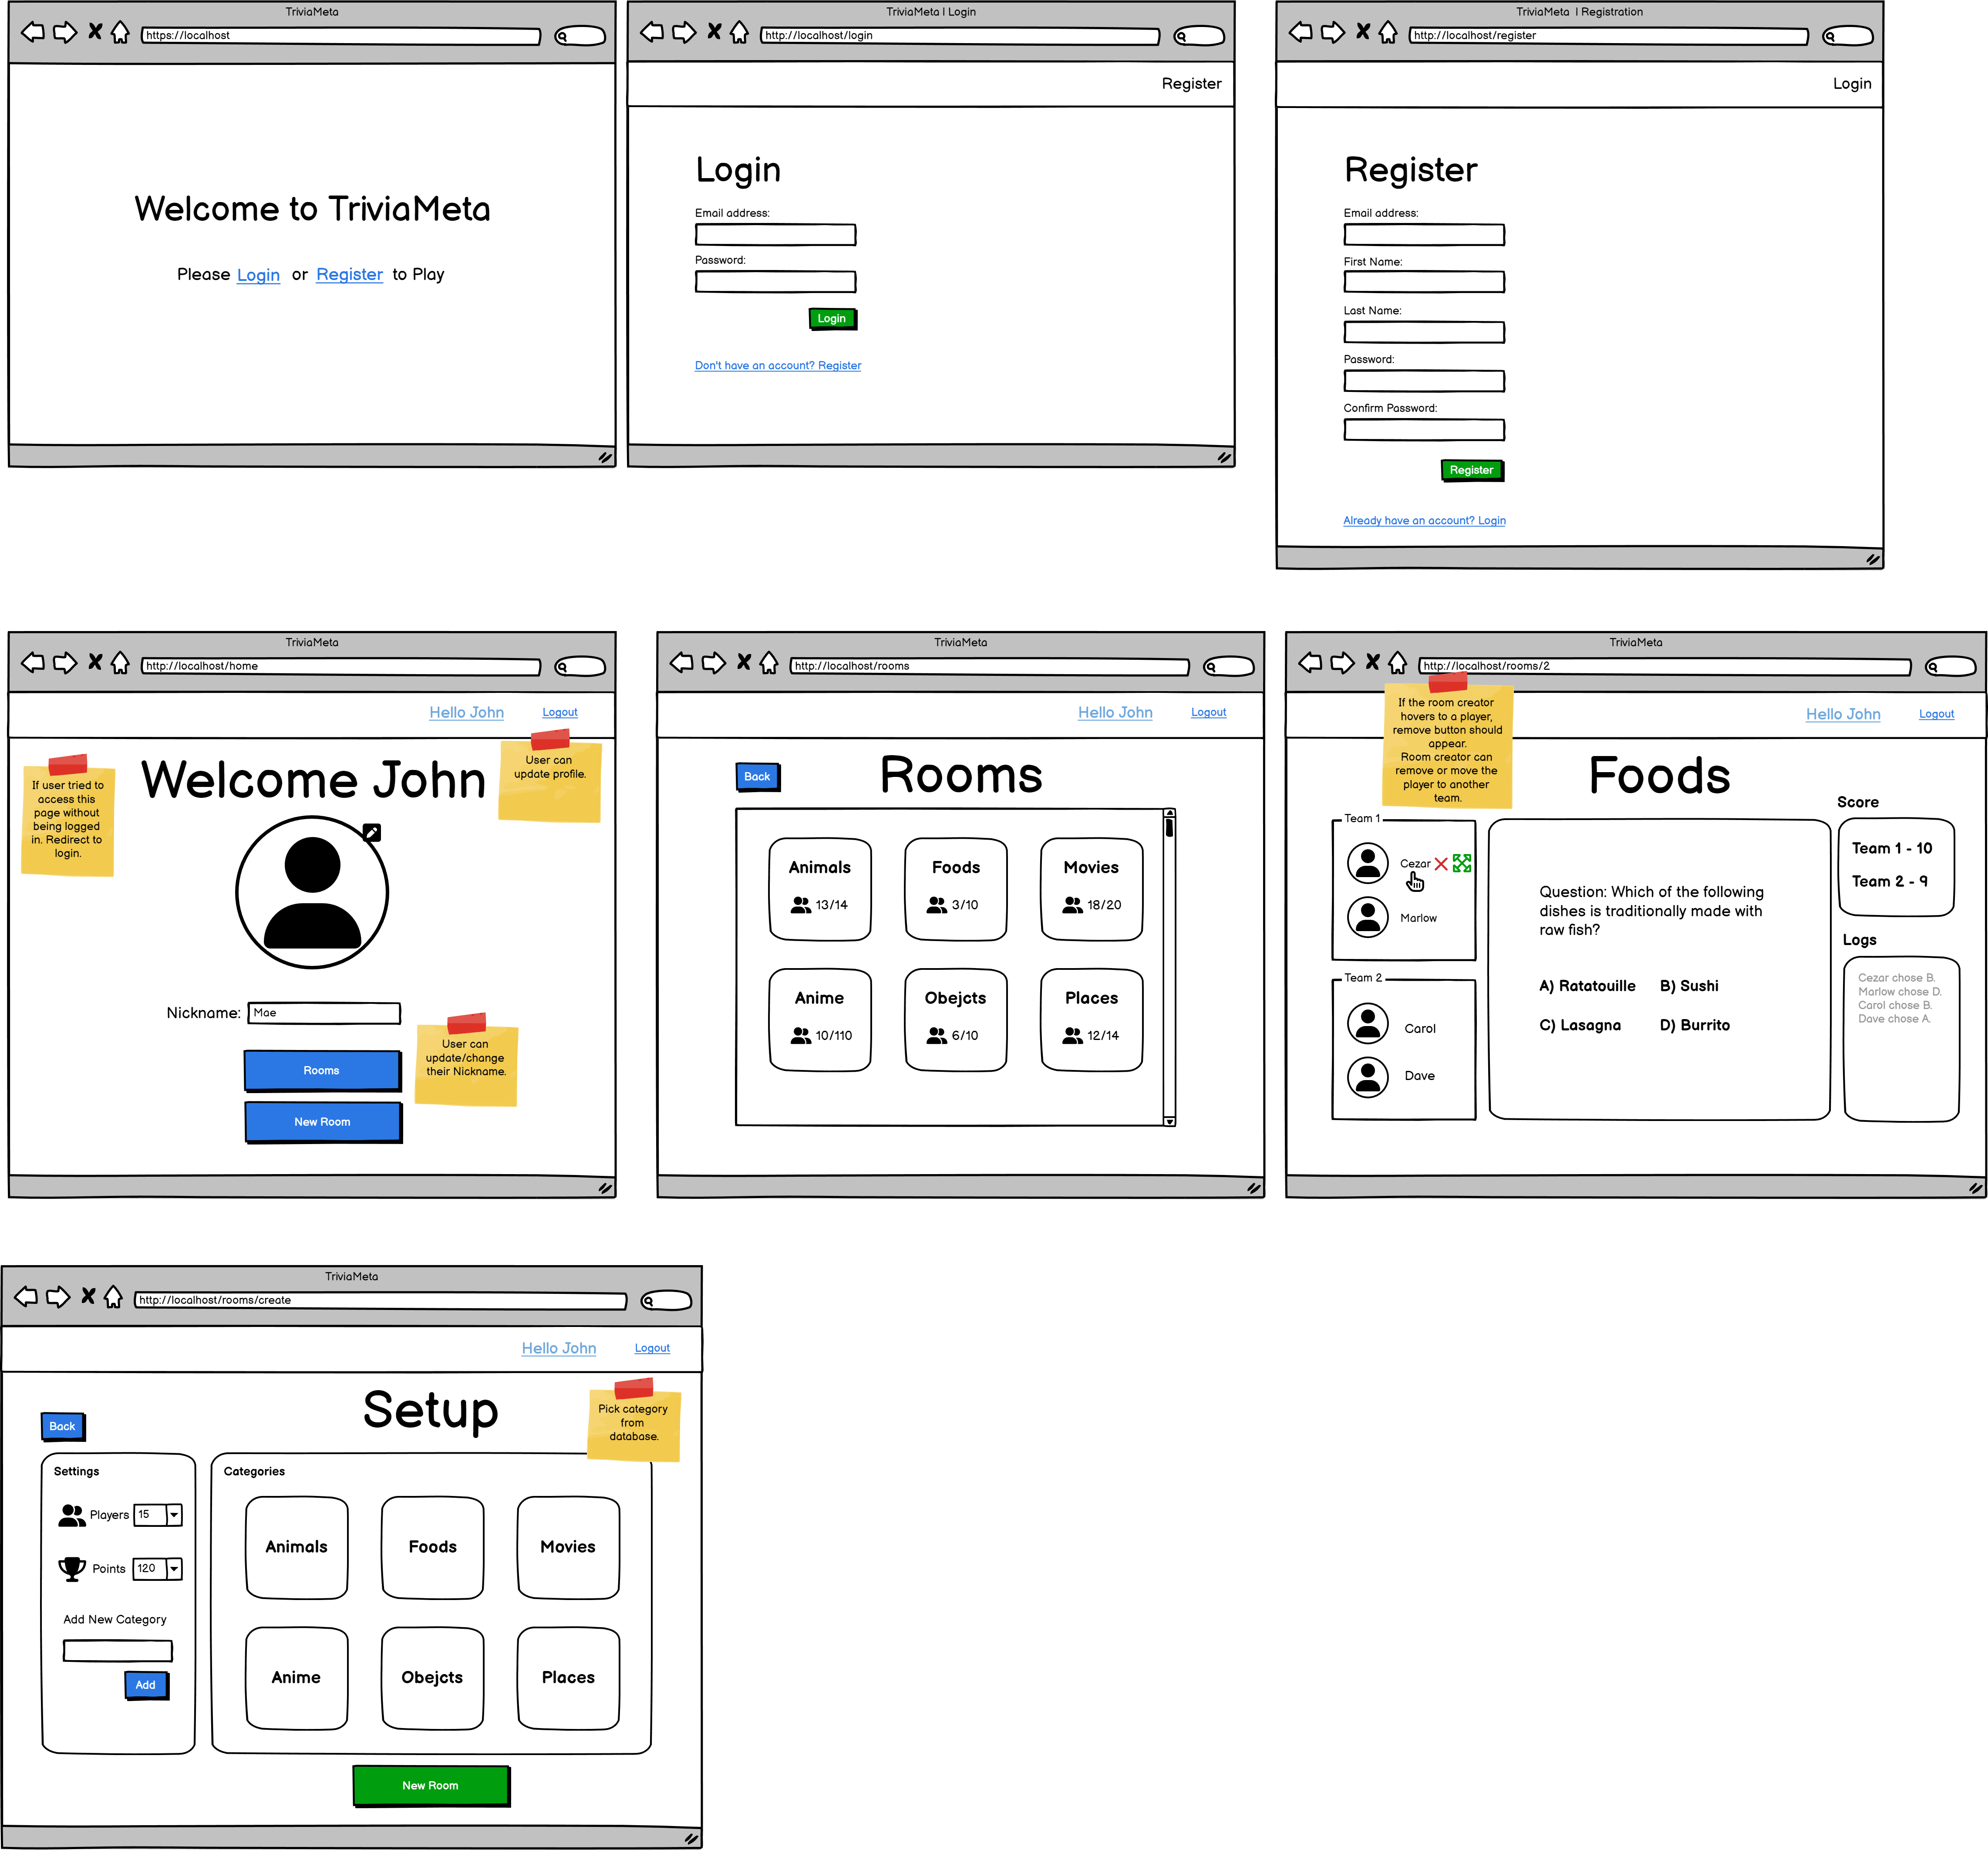 TriviaMeta
https://localhost
Welcome to TriviaMeta
Please Login or Register to Play
TriviaMeta | Login
http://localhost/login
Register
Login
Email address:
Password:
Login
Don't have an account? Register
TriviaMeta | Registration
http://localhost/register
Login
Register
Email address:
First Name:
Last Name:
Password:
Confirm Password:
Register
Already have an account? Login
TriviaMeta
http://localhost/home
Hello John
Logout
If user tried to
access this
page without
being logged
in. Redirect to
login.
Welcome John
User can
update profile.
Nickname:
Mae
User can
update/change
their Nickname.
Rooms
New Room
TriviaMeta
http://localhost/rooms
Hello John
Logout
Back
Rooms
Animals
13/14
Foods
3/10
Movies
18/20
Anime
10/110
Obejcts
6/10
Places
12/14
TriviaMeta
http://localhost/rooms/2
If the room creator
hovers to a player,
remove button should
appear.
Room creator can
remove or move the
player to another
team.
Hello John
Logout
Foods
Team 1
Cezar
Marlow
Team 2
Carol
Dave
Question: Which of the following
dishes is traditionally made with
raw fish?
A) Ratatouille
B) Sushi
C) Lasagna
D) Burrito
Score
Team 1 - 10
Team 2 - 9
Logs
Cezar chose B.
Marlow chose D.
Carol chose B.
Dave chose A.
TriviaMeta
http://localhost/rooms/create
Hello John
Logout
Back
Setup
Pick category
from
database.
Settings
Players
15
Points
120
Add New Category
Add
Categories
Animals
Foods
Movies
Anime
Obejcts
Places
New Room